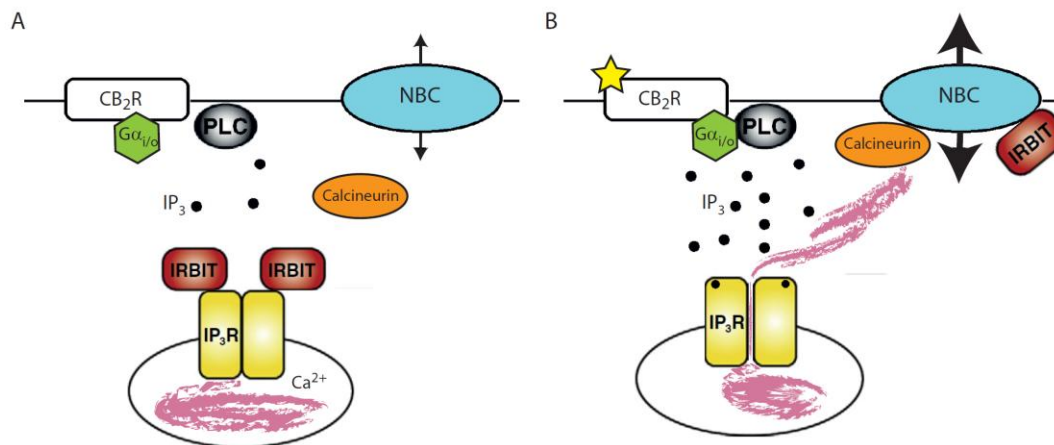 A
CB₂R
NBC
Gαi/o
PLC
IP₃
Calcineurin
IRBIT
IRBIT
IP₃R
Ca²⁺
B
CB₂R
NBC
Gαi/o
PLC
Calcineurin
IRBIT
IP₃
IP₃R